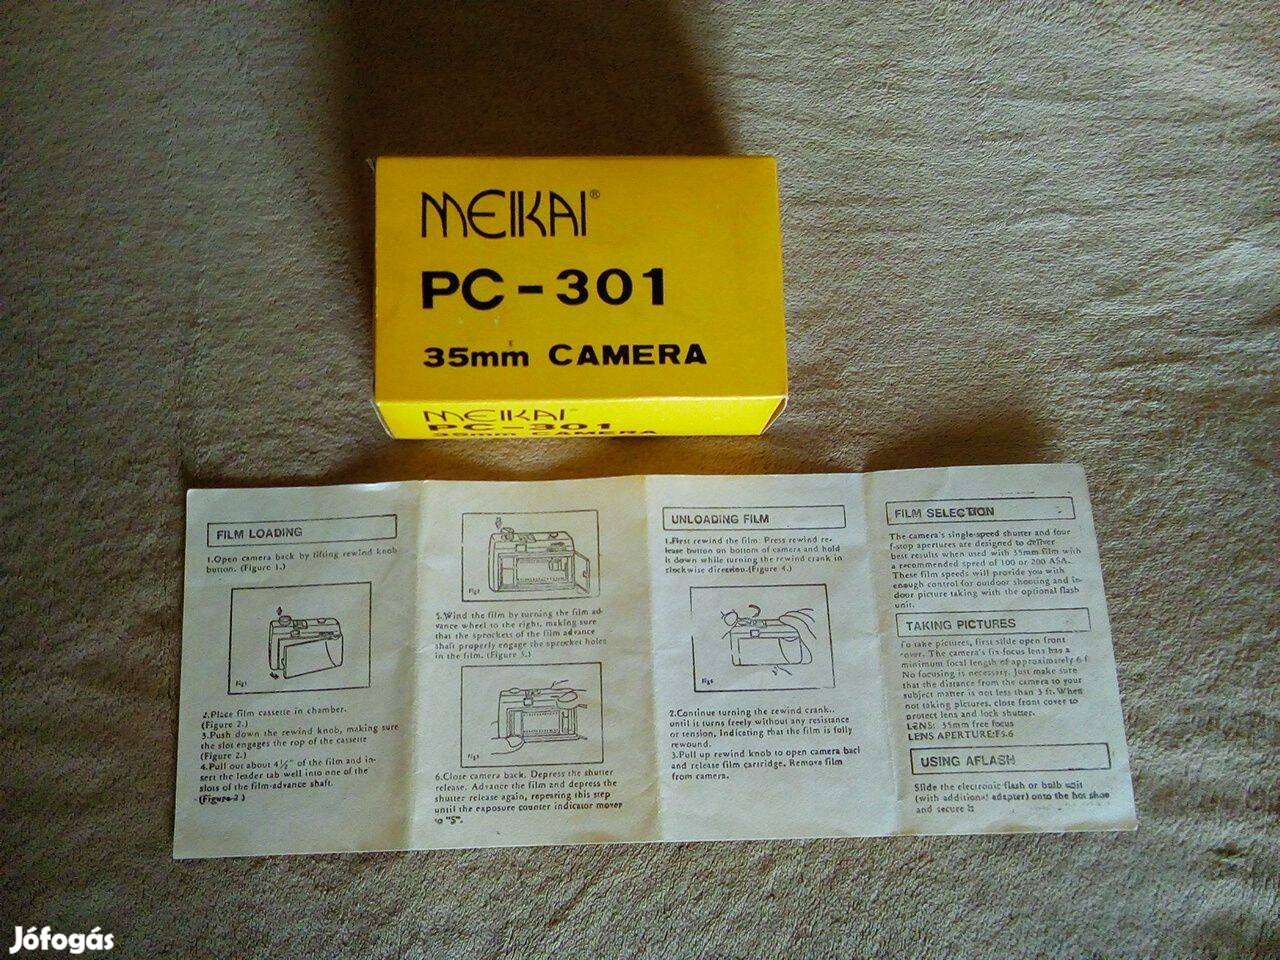 MEIKAI®
PC-301
35mm CAMERA
MEIKAI
PC-301
35mm CAMERA
FILM LOADING
1.Open camera back by lifting rewind knob
button. (Figure 1.)
Fig1
2.Place film cassette in chamber.
(Figure 2.)
3.Push down the rewind knob, making sure
the slot engages the rop of the cassette
(Figure 2.)
4.Pull out about 4½" of the film and in-
sert the leader tab well into one of the
slots of the film-advance shaft.
(Figure 2 )
Fig2
5.Wind the film by turning the film ad-
vance wheel to the right, making sure
that the sprockets of the film advance
shaft properly engage the sprocket holes
in the film. (Figure 3.)
Fig3
6.Close camera back. Depress the shutter
release. Advance the film and depress the
shutter release again, repearing this step
until the exposure counter indicator moves
to "S".
UNLOADING FILM
1.First rewind the film: Press rewind re-
lease button on bottom of camera and hold
is down while turning the rewind crank in
clockwise direction.(Figure 4.)
Fig4
2.Continue turning the rewind crank..
until it turns freely without any resistance
or tension, indicating that the film is fully
rewound.
3.Pull up rewind knob to open camera bacl
and release film cartridge. Remove film
from camera.
FILM SELECTION
The camera's single-speed shutter and four
f-stop apertures are designed to deliver
best results when used with 35mm film with
a recommended speed of 100 or 200 ASA.
These film speeds will provide you with
enough control for outdoor shooting and in-
door picture taking with the optional flash
unit.
TAKING PICTURES
To take pictures, first slide open front
cover. The camera's fix-focus lens has a
minimum focal length of approximately 6 f
No focusing is necessary. Just make sure
that the distance from the camera to your
subject matter is not less than 3 ft. When
not taking pictures, close front cover to
protect lens and lock shutter.
LENS: 35mm free focus
LENS APERTURE:F5.6
USING AFLASH
Slide the electronic flash or bulb unit
(with additional adapter) onto the hot shoe
and secure
Jófogás